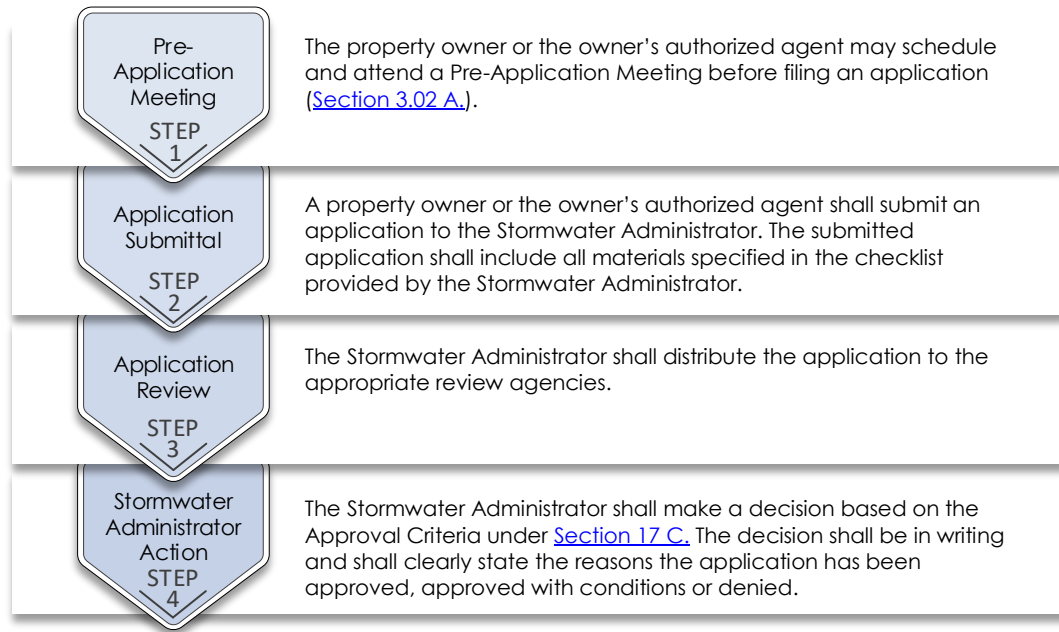 Pre-
Application
Meeting
STEP
1
The property owner or the owner’s authorized agent may schedule
and attend a Pre-Application Meeting before filing an application
(Section 3.02 A.).
Application
Submittal
STEP
2
A property owner or the owner’s authorized agent shall submit an
application to the Stormwater Administrator. The submitted
application shall include all materials specified in the checklist
provided by the Stormwater Administrator.
Application
Review
STEP
3
The Stormwater Administrator shall distribute the application to the
appropriate review agencies.
Stormwater
Administrator
Action
STEP
4
The Stormwater Administrator shall make a decision based on the
Approval Criteria under Section 17 C. The decision shall be in writing
and shall clearly state the reasons the application has been
approved, approved with conditions or denied.